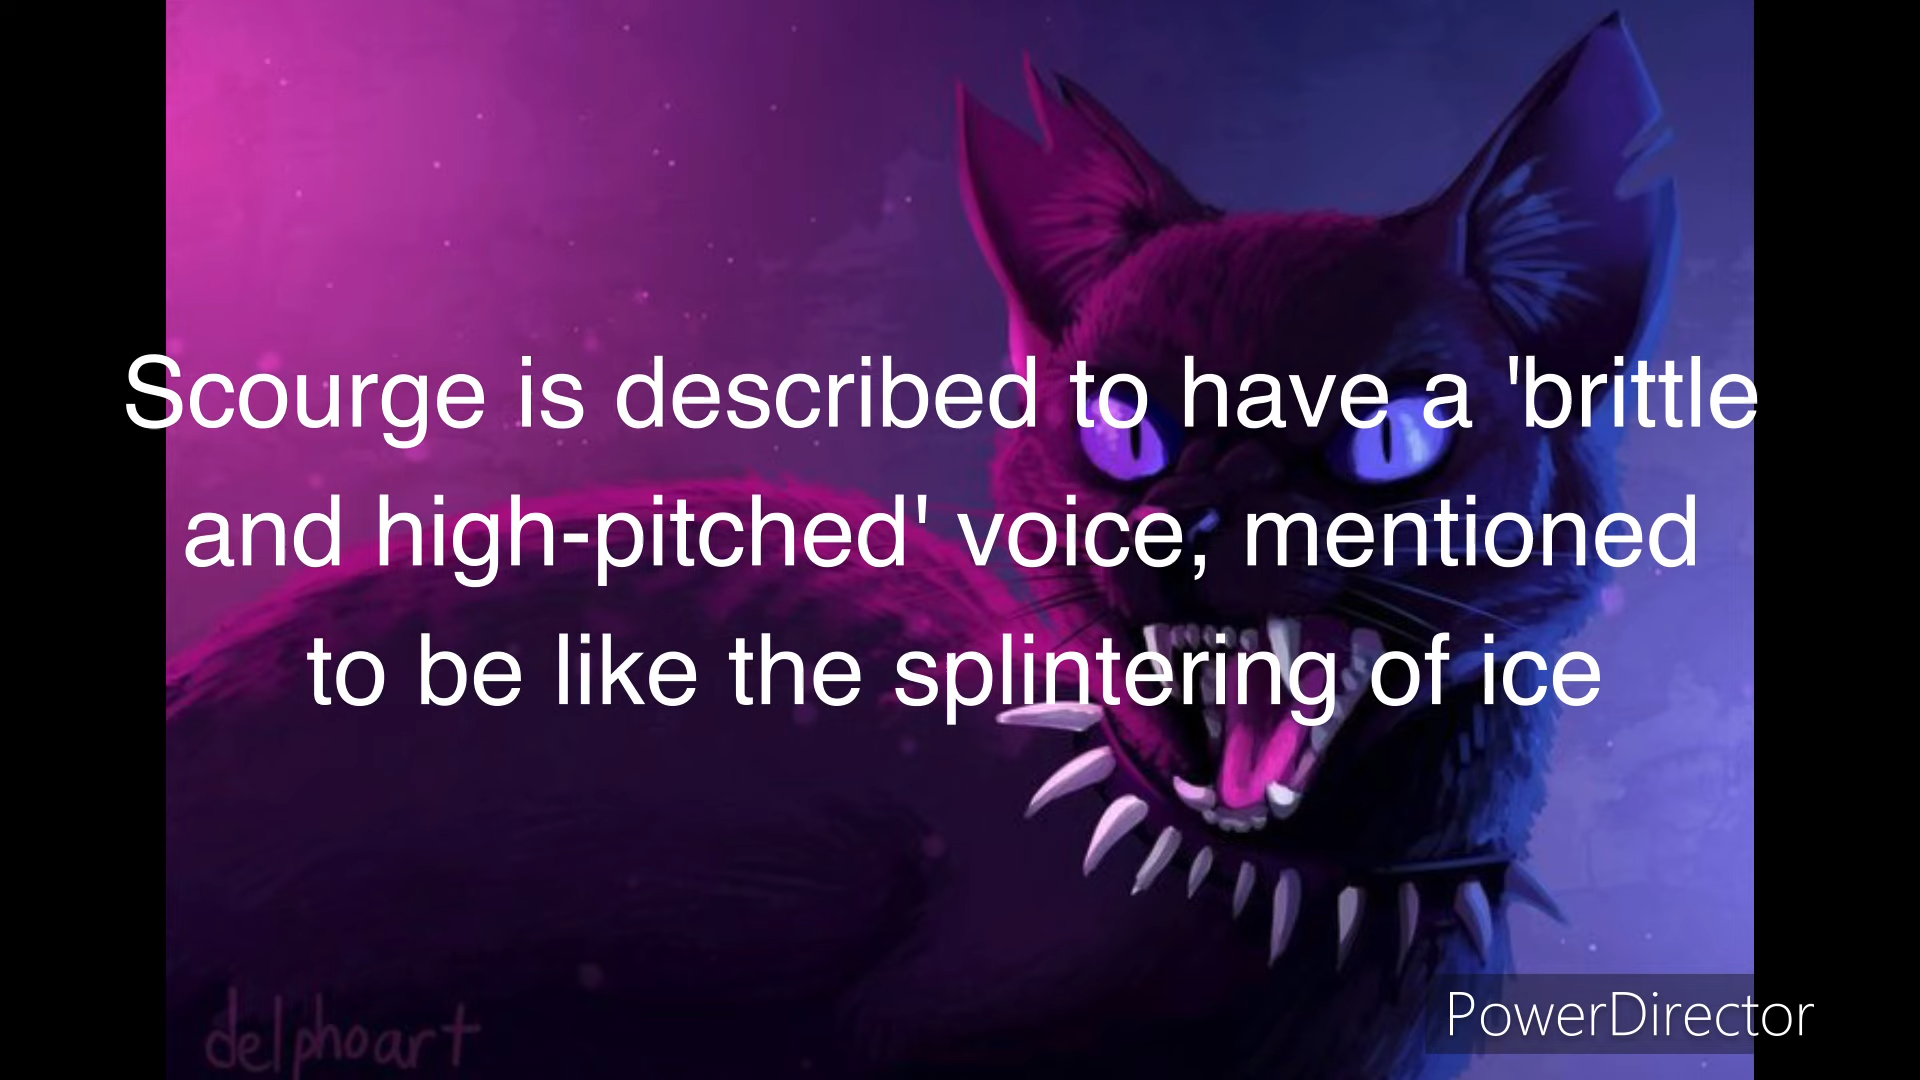 Scourge is described to have a 'brittle
and high-pitched' voice, mentioned
to be like the splintering of ice
delphoart
PowerDirector